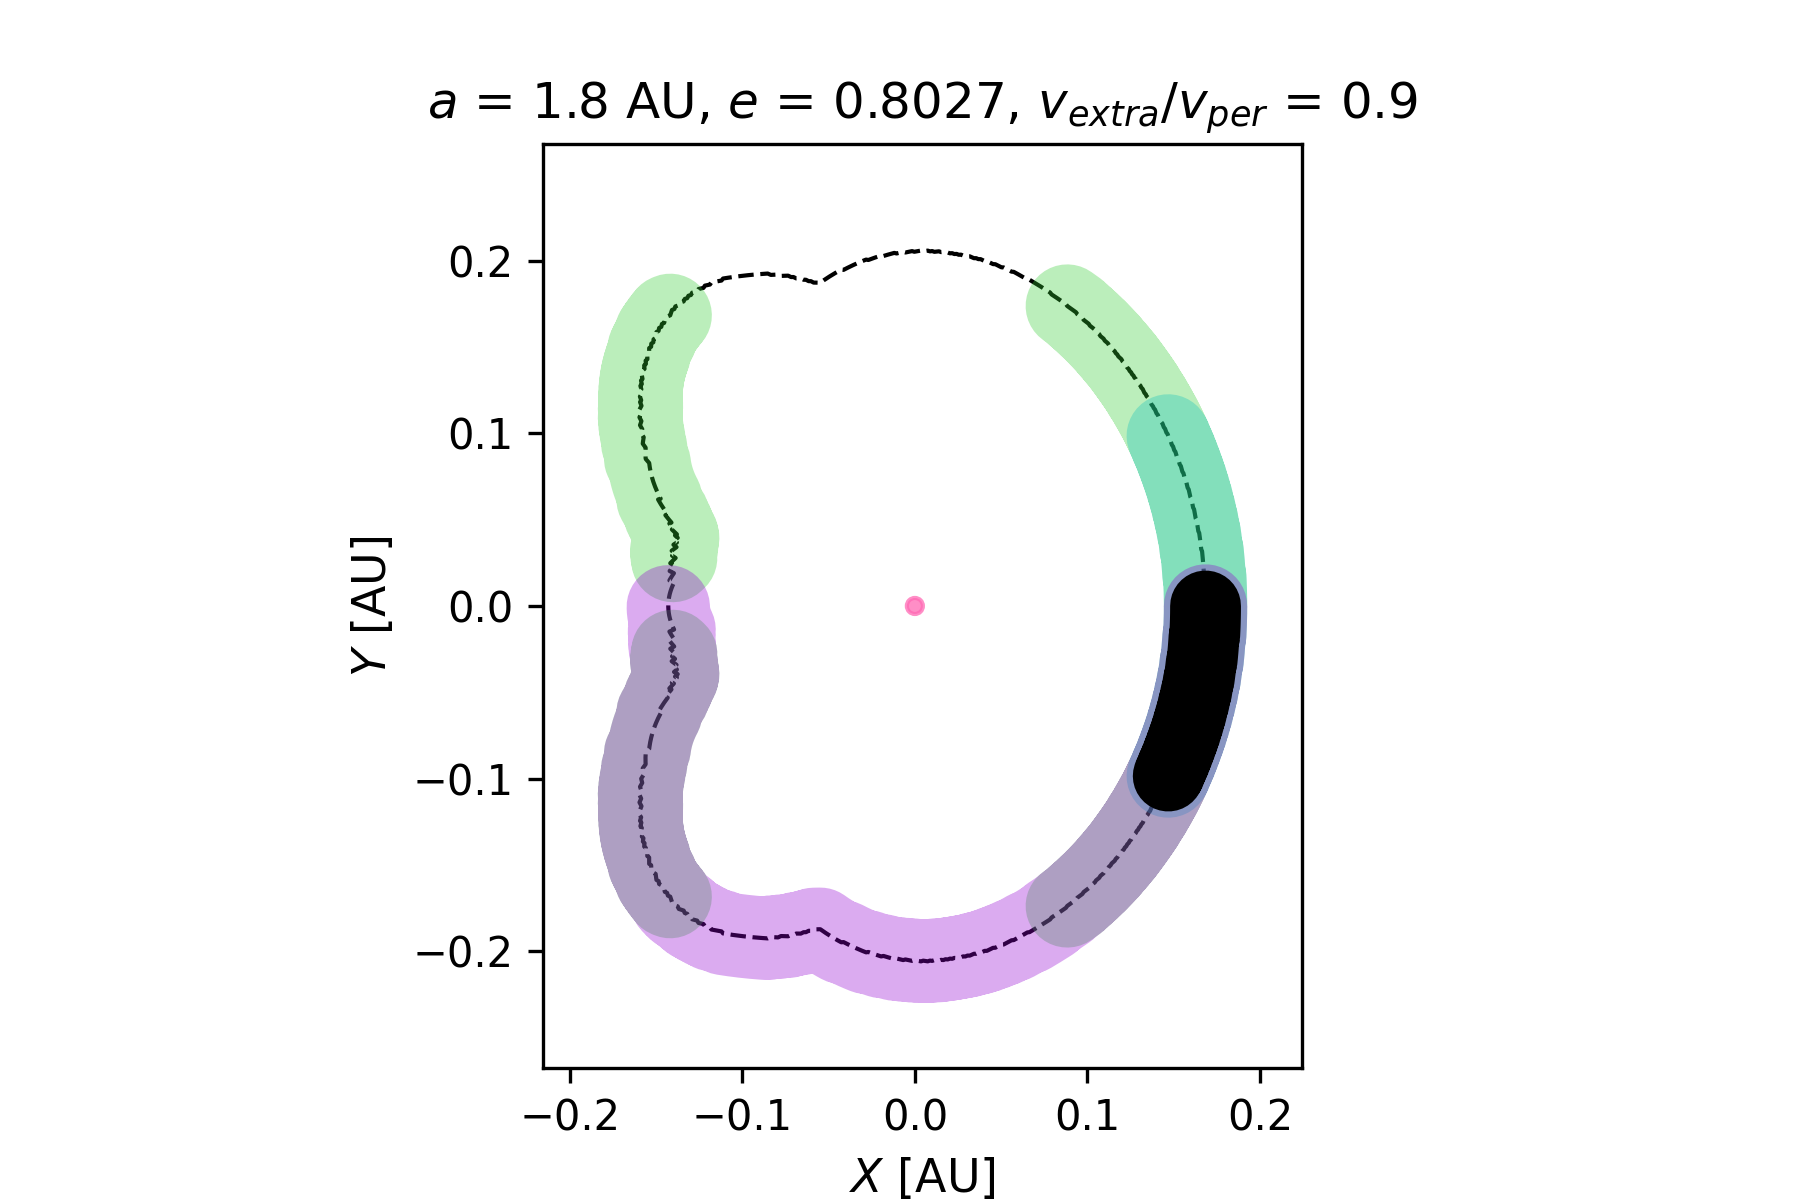 a = 1.8 AU, e = 0.8027, v_extra/v_per = 0.9
0.2
0.1
0.0
−0.1
−0.2
Y [AU]
−0.2 −0.1 0.0 0.1 0.2
X [AU]